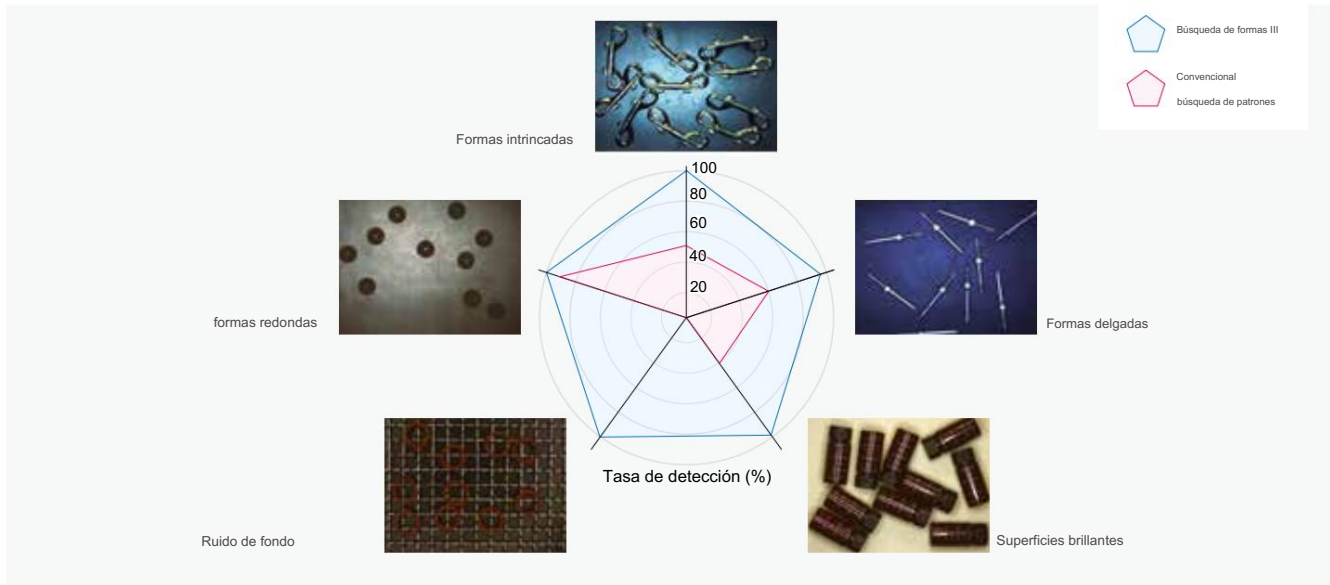 Búsqueda de formas III
Convencional
búsqueda de patrones
Formas intrincadas
100
80
60
40
20
formas redondas
Formas delgadas
Tasa de detección (%)
Ruido de fondo
Superficies brillantes